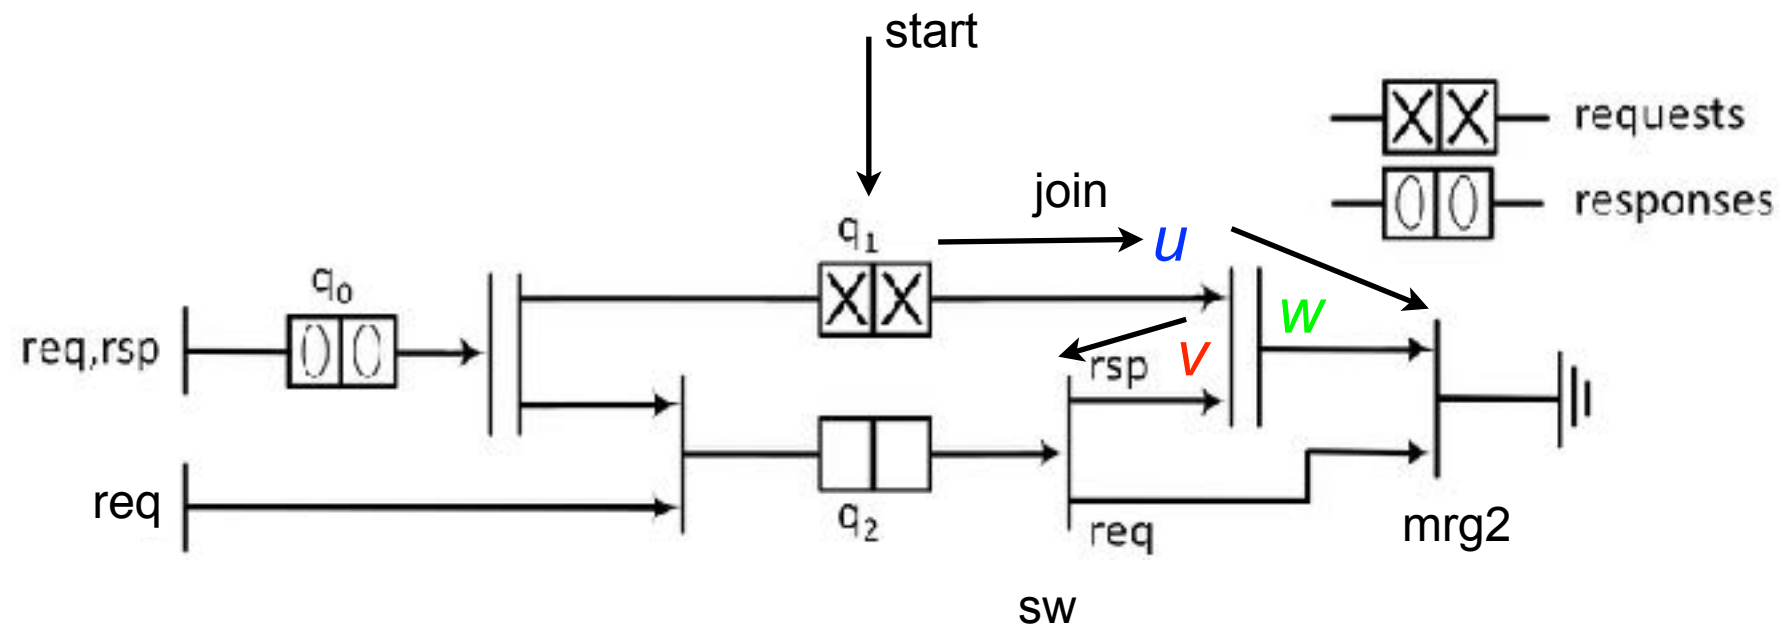 start
requests
join
responses
q1
u
q0
w
req,rsp
rsp
v
req
q2
req
mrg2
sw